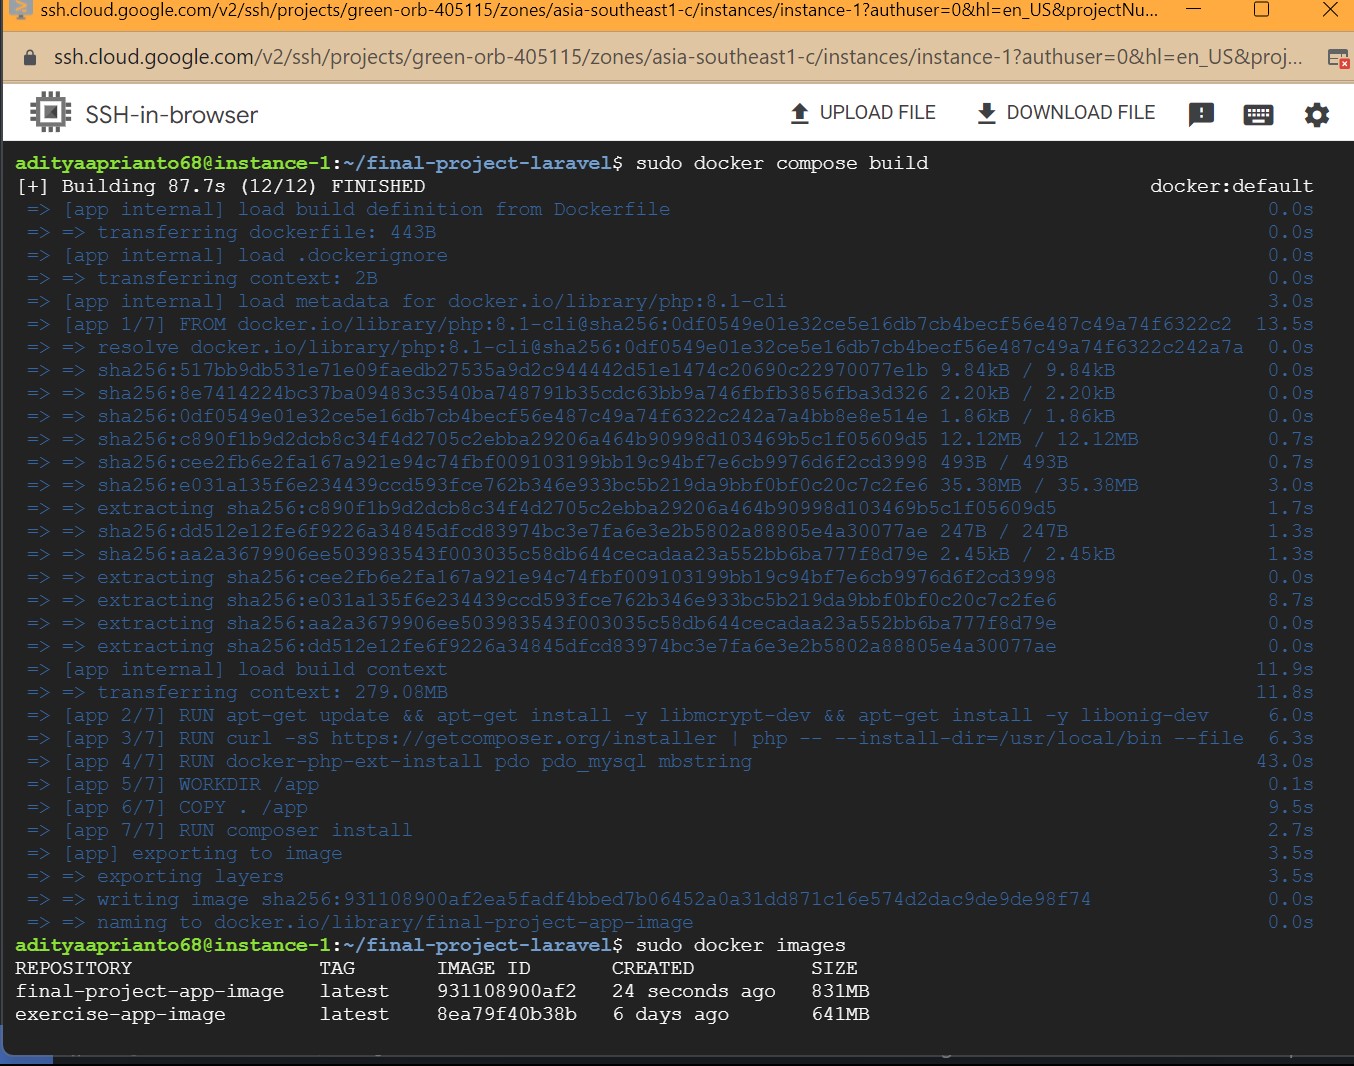 ssh.cloud.google.com/v2/ssh/projects/green-orb-405115/zones/asia-southeast1-c/instances/instance-1?authuser=0&hl=en_US&projectNu...
ssh.cloud.google.com/v2/ssh/projects/green-orb-405115/zones/asia-southeast1-c/instances/instance-1?authuser=0&hl=en_US&proj...
SSH-in-browser UPLOAD FILE DOWNLOAD FILE
adityaaprianto68@instance-1:~/final-project-laravel$ sudo docker compose build
[+] Building 87.7s (12/12) FINISHED docker:default
=> [app internal] load build definition from Dockerfile 0.0s
=> => transferring dockerfile: 443B 0.0s
=> [app internal] load .dockerignore 0.0s
=> => transferring context: 2B 0.0s
=> [app internal] load metadata for docker.io/library/php:8.1-cli 3.0s
=> [app 1/7] FROM docker.io/library/php:8.1-cli@sha256:0df0549e01e32ce5e16db7cb4becf56e487c49a74f6322c2 13.5s
=> => resolve docker.io/library/php:8.1-cli@sha256:0df0549e01e32ce5e16db7cb4becf56e487c49a74f6322c242a7a 0.0s
=> => sha256:517bb9db531e71e09faedb27535a9d2c944442d51e1474c20690c22970077e1b 9.84kB / 9.84kB 0.0s
=> => sha256:8e7414224bc37ba09483c3540ba748791b35cdc63bb9a746fbfb3856fba3d326 2.20kB / 2.20kB 0.0s
=> => sha256:0df0549e01e32ce5e16db7cb4becf56e487c49a74f6322c242a7a4bb8e8e514e 1.86kB / 1.86kB 0.0s
=> => sha256:c890f1b9d2dcb8c34f4d2705c2ebba29206a464b90998d103469b5c1f05609d5 12.12MB / 12.12MB 0.7s
=> => sha256:cee2fb6e2fa167a921e94c74fbf009103199bb19c94bf7e6cb9976d6f2cd3998 493B / 493B 0.7s
=> => sha256:e031a135f6e234439ccd593fce762b346e933bc5b219da9bbf0bf0c20c7c2fe6 35.38MB / 35.38MB 3.0s
=> => extracting sha256:c890f1b9d2dcb8c34f4d2705c2ebba29206a464b90998d103469b5c1f05609d5 1.7s
=> => sha256:dd512e12fe6f9226a34845dfcd83974bc3e7fa6e3e2b5802a88805e4a30077ae 247B / 247B 1.3s
=> => sha256:aa2a3679906ee503983543f003035c58db644cecadaa23a552bb6ba777f8d79e 2.45kB / 2.45kB 1.3s
=> => extracting sha256:cee2fb6e2fa167a921e94c74fbf009103199bb19c94bf7e6cb9976d6f2cd3998 0.0s
=> => extracting sha256:e031a135f6e234439ccd593fce762b346e933bc5b219da9bbf0bf0c20c7c2fe6 8.7s
=> => extracting sha256:aa2a3679906ee503983543f003035c58db644cecadaa23a552bb6ba777f8d79e 0.0s
=> => extracting sha256:dd512e12fe6f9226a34845dfcd83974bc3e7fa6e3e2b5802a88805e4a30077ae 0.0s
=> [app internal] load build context 11.9s
=> => transferring context: 279.08MB 11.8s
=> [app 2/7] RUN apt-get update && apt-get install -y libmcrypt-dev && apt-get install -y libonig-dev 6.0s
=> [app 3/7] RUN curl -sS https://getcomposer.org/installer | php -- --install-dir=/usr/local/bin --file 6.3s
=> [app 4/7] RUN docker-php-ext-install pdo pdo_mysql mbstring 43.0s
=> [app 5/7] WORKDIR /app 0.1s
=> [app 6/7] COPY . /app 9.5s
=> [app 7/7] RUN composer install 2.7s
=> [app] exporting to image 3.5s
=> => exporting layers 3.5s
=> => writing image sha256:931108900af2ea5fadf4bbed7b06452a0a31dd871c16e574d2dac9de9de98f74 0.0s
=> => naming to docker.io/library/final-project-app-image 0.0s
adityaaprianto68@instance-1:~/final-project-laravel$ sudo docker images
REPOSITORY TAG IMAGE ID CREATED SIZE
final-project-app-image latest 931108900af2 24 seconds ago 831MB
exercise-app-image latest 8ea79f40b38b 6 days ago 641MB